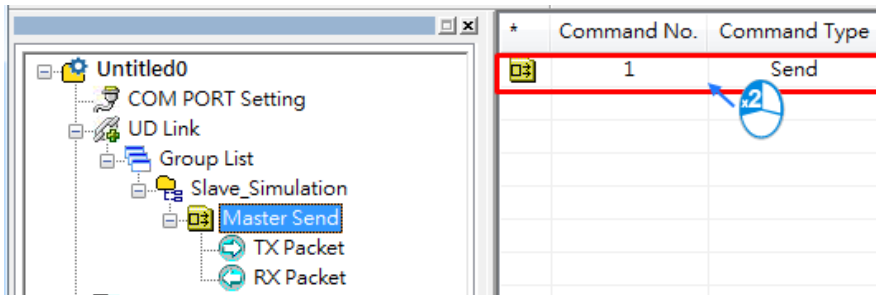 * Command No. Command Type
1 Send
x2
Untitled0
COM PORT Setting
UD Link
Group List
Slave_Simulation
Master Send
TX Packet
RX Packet